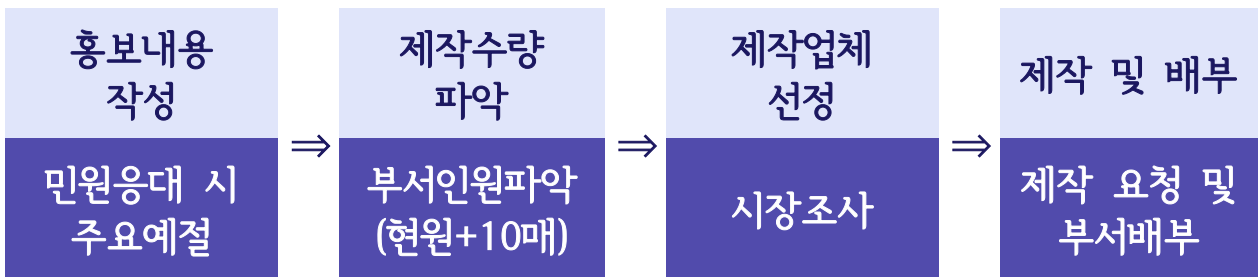 홍보내용
작성
민원응대 시
주요예절
⇒
제작수량
파악
부서인원파악
(현원+10매)
⇒
제작업체
선정
시장조사
⇒
제작 및 배부
제작 요청 및
부서배부